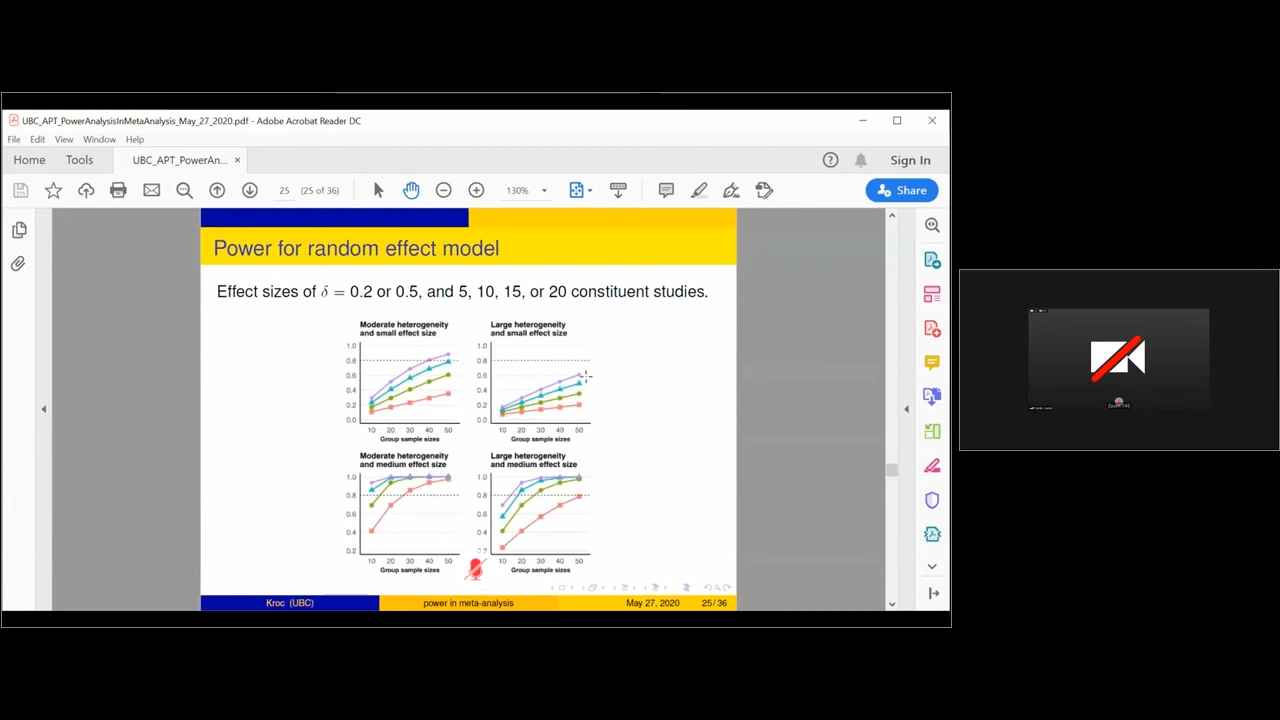 UBC_APT_PowerAnalysisInMetaAnalysis_May_27_2020.pdf - Adobe Acrobat Reader DC
File Edit View Window Help
Home Tools UBC_APT_PowerAn... × Sign In
25 (25 of 36) 130% Share
Power for random effect model
Effect sizes of δ = 0.2 or 0.5, and 5, 10, 15, or 20 constituent studies.
Moderate heterogeneity
and small effect size
1.0
0.8
0.6
0.4
0.2
0.0
10 20 30 40 50
Group sample sizes
Large heterogeneity
and small effect size
1.0
0.8
0.6
0.4
0.2
0.0
10 20 30 40 50
Group sample sizes
Moderate heterogeneity
and medium effect size
1.0
0.8
0.6
0.4
0.2
10 20 30 40 50
Group sample sizes
Large heterogeneity
and medium effect size
1.0
0.8
0.6
0.4
10 20 30 40 50
Group sample sizes
Kroc (UBC) power in meta-analysis May 27, 2020 25/36